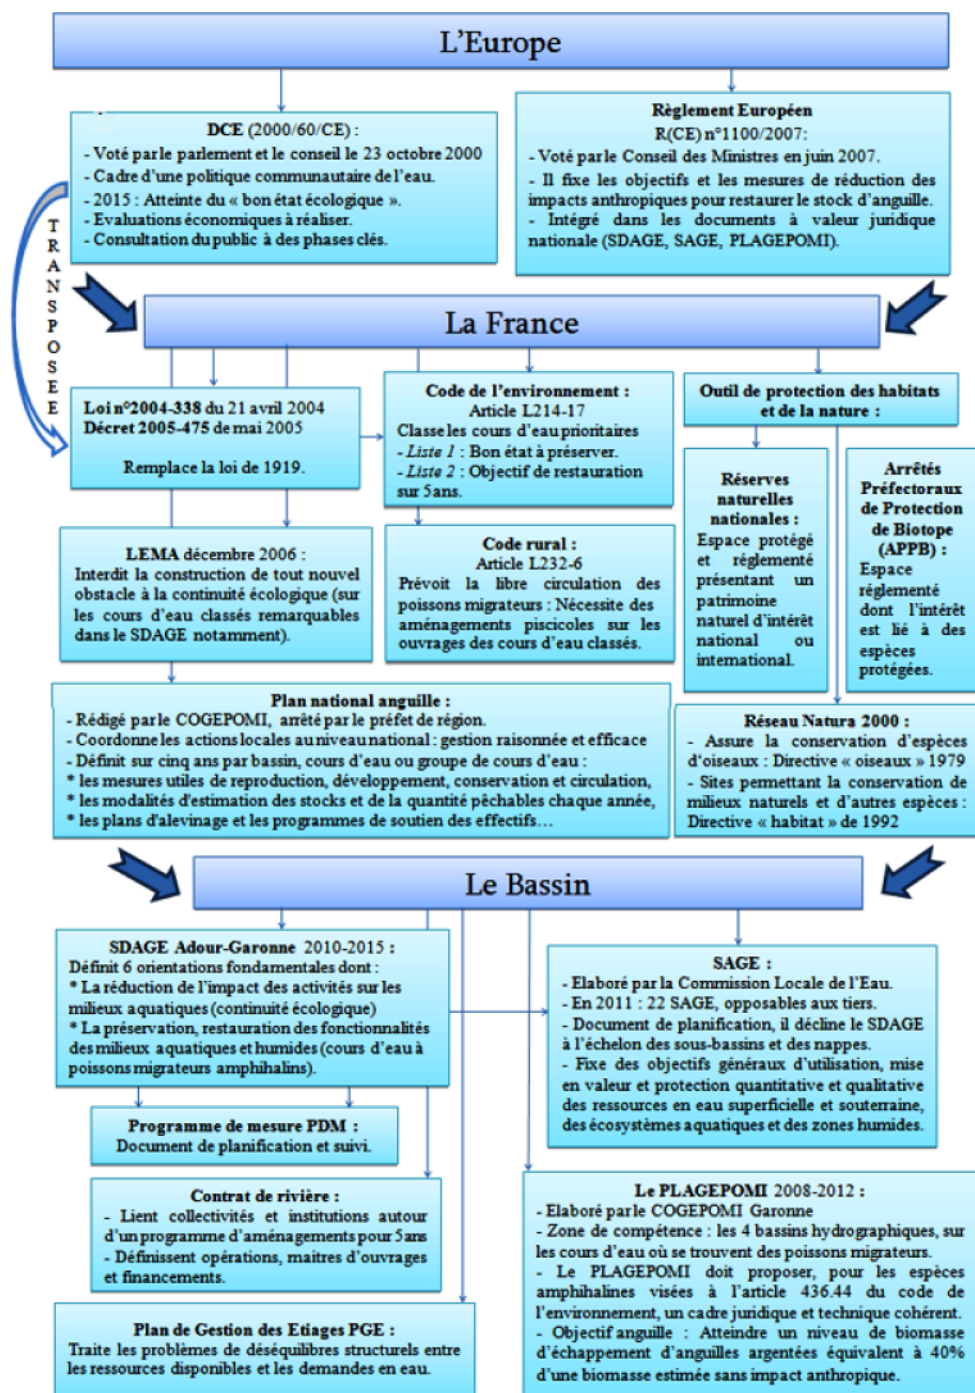 L'Europe
DCE (2000/60/CE) :
- Voté par le parlement et le conseil le 23 octobre 2000
- Cadre d'une politique communautaire de l'eau.
- 2015 : Atteinte du « bon état écologique ».
- Evaluations économiques à réaliser.
- Consultation du public à des phases clés.
Règlement Européen
R(CE) n°1100/2007:
- Voté par le Conseil des Ministres en juin 2007.
- Il fixe les objectifs et les mesures de réduction des
impacts anthropiques pour restaurer le stock d'anguille.
- Intégré dans les documents à valeur juridique
nationale (SDAGE, SAGE, PLAGEPOMI).
TRANSPOSEE
La France
Loi n°2004-338 du 21 avril 2004
Décret 2005-475 de mai 2005
Remplace la loi de 1919.
Code de l'environnement :
Article L214-17
Classe les cours d'eau prioritaires
- Liste 1 : Bon état à préserver.
- Liste 2 : Objectif de restauration
sur 5ans.
Outil de protection des habitats
et de la nature :
Réserves
naturelles
nationales :
Espace protégé
et réglementé
présentant un
patrimoine
naturel d'intérêt
national ou
international.
Arrêtés
Préfectoraux
de Protection
de Biotope
(APPB) :
Espace
réglementé
dont l'intérêt
est lié à des
espèces
protégées.
LEMA décembre 2006 :
Interdit la construction de tout nouvel
obstacle à la continuité écologique (sur
les cours d'eau classés remarquables
dans le SDAGE notamment).
Code rural :
Article L232-6
Prévoit la libre circulation des
poissons migrateurs : Nécessite des
aménagements piscicoles sur les
ouvrages des cours d'eau classés.
Plan national anguille :
- Rédigé par le COGEPOMI, arrêté par le préfet de région.
- Coordonne les actions locales au niveau national : gestion raisonnée et efficace
- Définit sur cinq ans par bassin, cours d'eau ou groupe de cours d'eau :
* les mesures utiles de reproduction, développement, conservation et circulation,
* les modalités d'estimation des stocks et de la quantité pêchables chaque année,
* les plans d'alevinage et les programmes de soutien des effectifs…
Réseau Natura 2000 :
- Assure la conservation d'espèces
d'oiseaux : Directive « oiseaux » 1979
- Sites permettant la conservation de
milieux naturels et d'autres espèces :
Directive « habitat » de 1992
Le Bassin
SDAGE Adour-Garonne 2010-2015 :
Définit 6 orientations fondamentales dont :
* La réduction de l'impact des activités sur les
milieux aquatiques (continuité écologique)
* La préservation, restauration des fonctionnalités
des milieux aquatiques et humides (cours d'eau à
poissons migrateurs amphihalins).
SAGE :
- Elaboré par la Commission Locale de l'Eau.
- En 2011 : 22 SAGE, opposables aux tiers.
- Document de planification, il décline le SDAGE
à l'échelon des sous-bassins et des nappes.
- Fixe des objectifs généraux d'utilisation, mise
en valeur et protection quantitative et qualitative
des ressources en eau superficielle et souterraine,
des écosystèmes aquatiques et des zones humides.
Programme de mesure PDM :
Document de planification et suivi.
Contrat de rivière :
- Lient collectivités et institutions autour
d'un programme d'aménagements pour 5ans
- Définissent opérations, maitres d'ouvrages
et financements.
Le PLAGEPOMI 2008-2012 :
- Elaboré par le COGEPOMI Garonne
- Zone de compétence : les 4 bassins hydrographiques, sur
les cours d'eau où se trouvent des poissons migrateurs.
- Le PLAGEPOMI doit proposer, pour les espèces
amphihalines visées à l'article 436.44 du code de
l'environnement, un cadre juridique et technique cohérent.
- Objectif anguille : Atteindre un niveau de biomasse
d'échappement d'anguilles argentées équivalent à 40%
d'une biomasse estimée sans impact anthropique.
Plan de Gestion des Etiages PGE :
Traite les problèmes de déséquilibres structurels entre
les ressources disponibles et les demandes en eau.